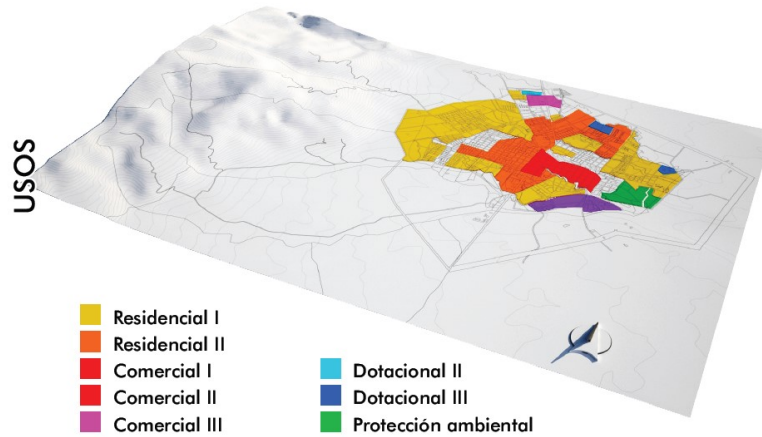 USOS
Residencial I
Residencial II
Comercial I
Comercial II
Comercial III
Dotacional II
Dotacional III
Protección ambiental